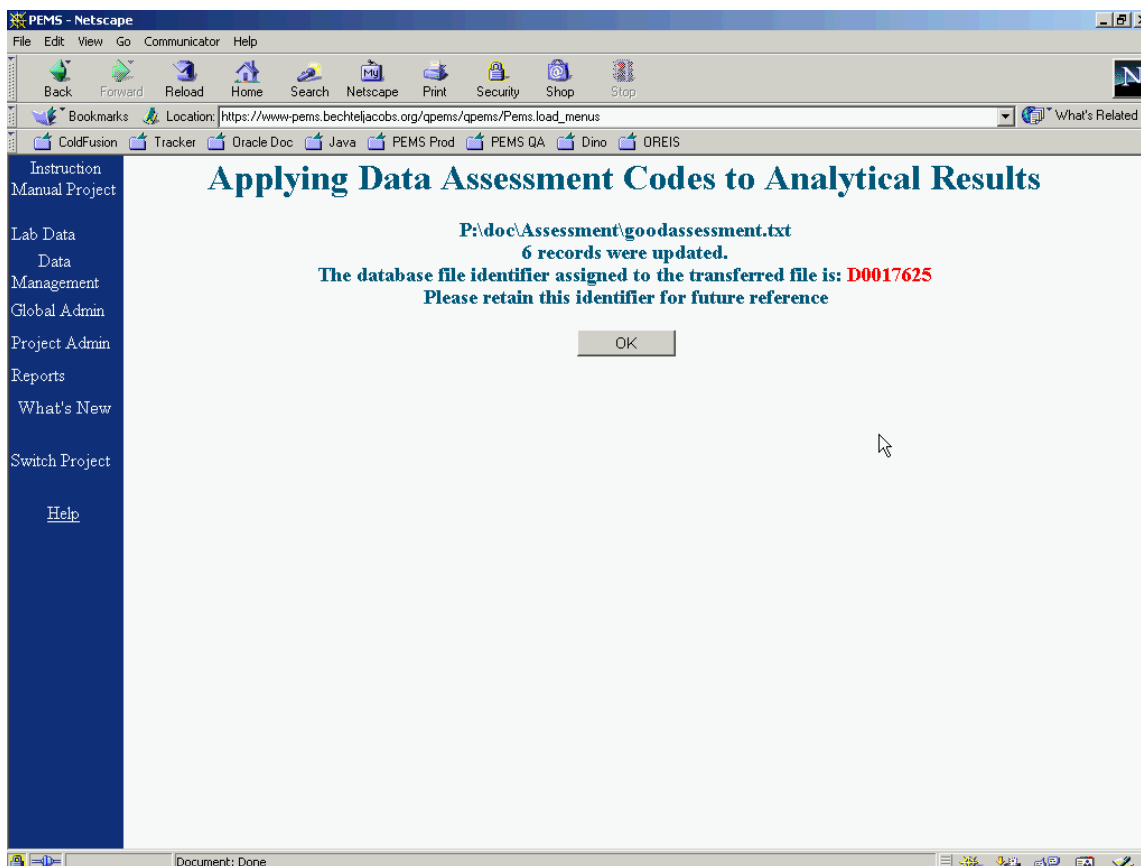 PEMS - Netscape
File Edit View Go Communicator Help
My
Back Forward Reload Home Search Netscape Print Security Shop Stop
N
Bookmarks Location: https://www-pems.bechteljacobs.org/qpems/qpems/Pems.load_menus What's Related
ColdFusion Tracker Oracle Doc Java PEMS Prod PEMS QA Dino OREIS
Instruction
Manual Project
Lab Data
Data
Management
Global Admin
Project Admin
Reports
What's New
Switch Project
Help
Applying Data Assessment Codes to Analytical Results
P:\doc\Assessment\goodassessment.txt
6 records were updated.
The database file identifier assigned to the transferred file is: D0017625
Please retain this identifier for future reference
OK
Document: Done